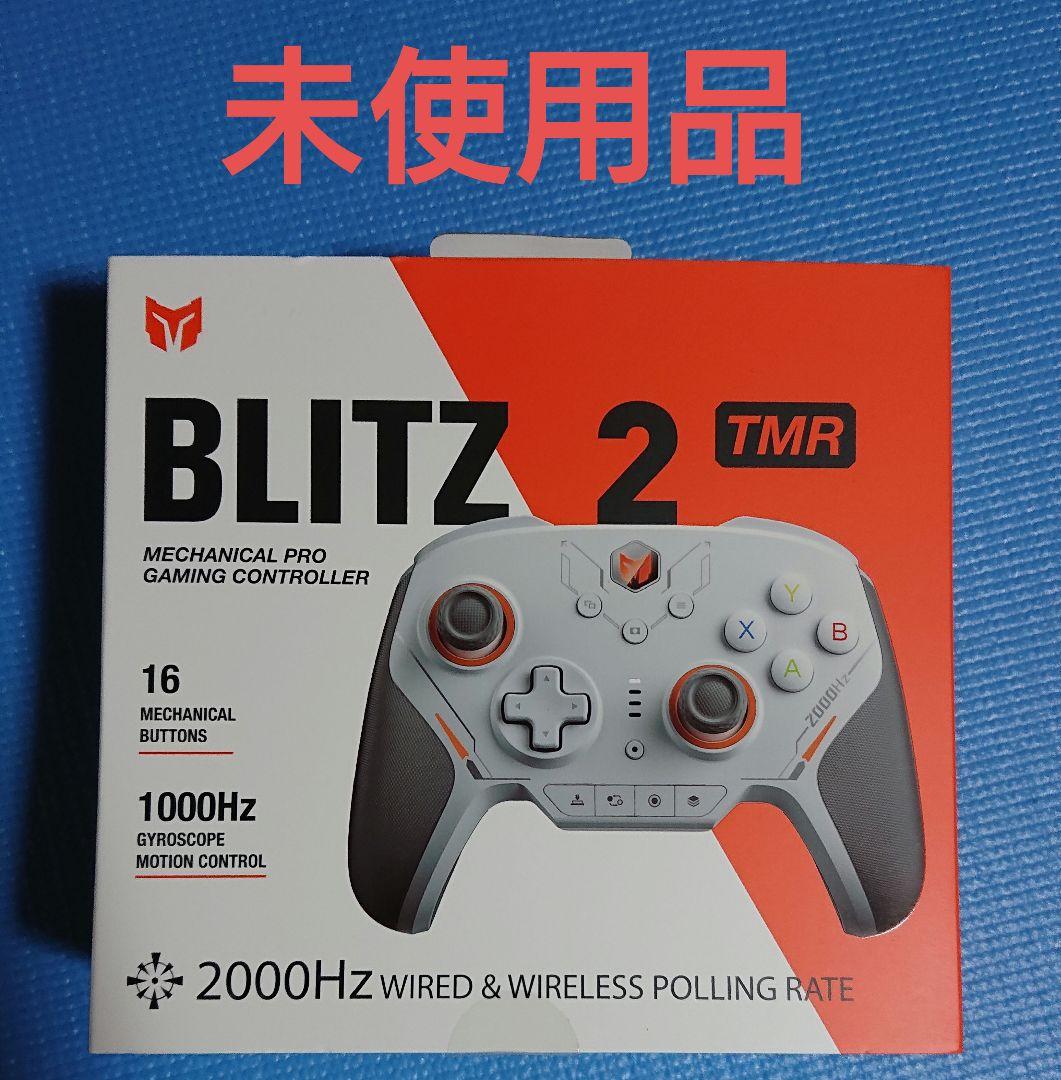 未使用品
BLITZ 2 TMR
MECHANICAL PRO
GAMING CONTROLLER
16
MECHANICAL
BUTTONS
1000Hz
GYROSCOPE
MOTION CONTROL
Y
X
B
A
2000Hz
2000Hz WIRED & WIRELESS POLLING RATE